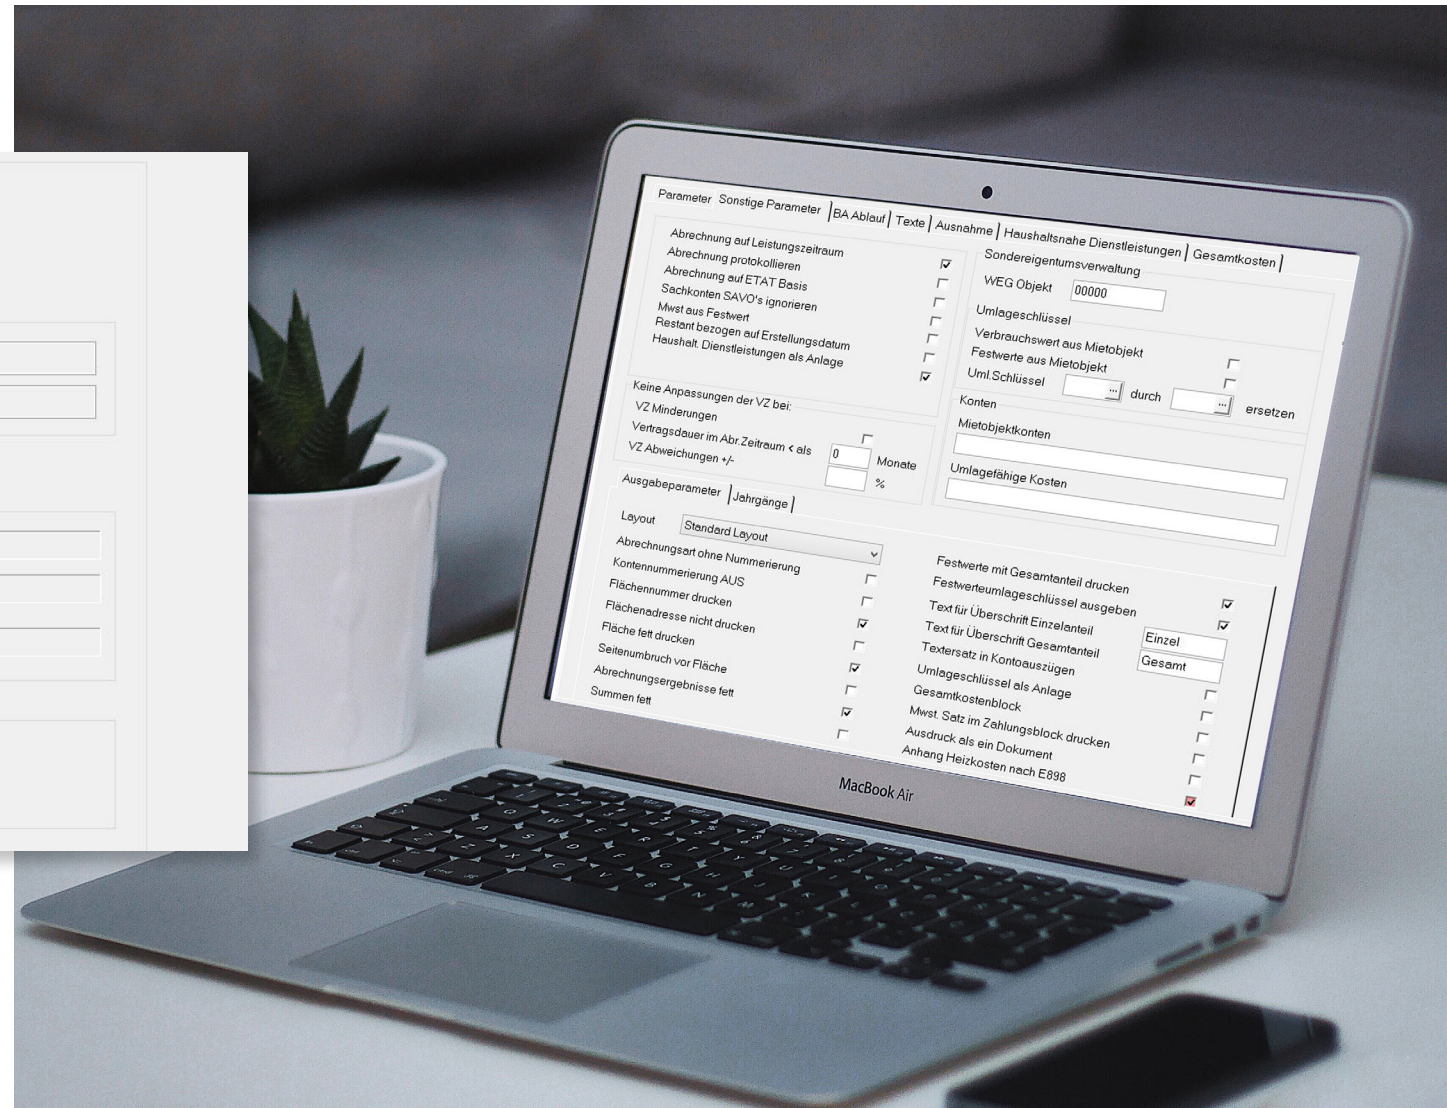 Parameter Sonstige Parameter BA Ablauf Texte Ausnahme Haushaltsnahe Dienstleistungen Gesamtkosten
Abrechnung auf Leistungszeitraum
Abrechnung protokollieren
Abrechnung auf ETAT Basis
Sachkonten SAVO's ignorieren
Mwst aus Festwert
Restant bezogen auf Erstellungsdatum
Haushalt. Dienstleistungen als Anlage
Keine Anpassungen der VZ bei:
VZ Minderungen
Vertragsdauer im Abr.Zeitraum < als 0 Monate
VZ Abweichungen +/- %
Sondereigentumsverwaltung
WEG Objekt 00000
Umlageschlüssel
Verbrauchswert aus Mietobjekt
Festwerte aus Mietobjekt
Uml.Schlüssel ... durch ... ersetzen
Konten
Mietobjektkonten
Umlagefähige Kosten
Ausgabeparameter Jahrgänge
Layout Standard Layout
Abrechnungsart ohne Nummerierung
Kontennummerierung AUS
Flächennummer drucken
Flächenadresse nicht drucken
Fläche fett drucken
Seitenumbruch vor Fläche
Abrechnungsergebnisse fett
Summen fett
Festwerte mit Gesamtanteil drucken
Festwerteumlageschlüssel ausgeben
Text für Überschrift Einzelanteil Einzel
Text für Überschrift Gesamtanteil Gesamt
Textersatz in Kontoauszügen
Umlageschlüssel als Anlage
Gesamtkostenblock
Mwst. Satz im Zahlungsblock drucken
Ausdruck als ein Dokument
Anhang Heizkosten nach E898
MacBook Air